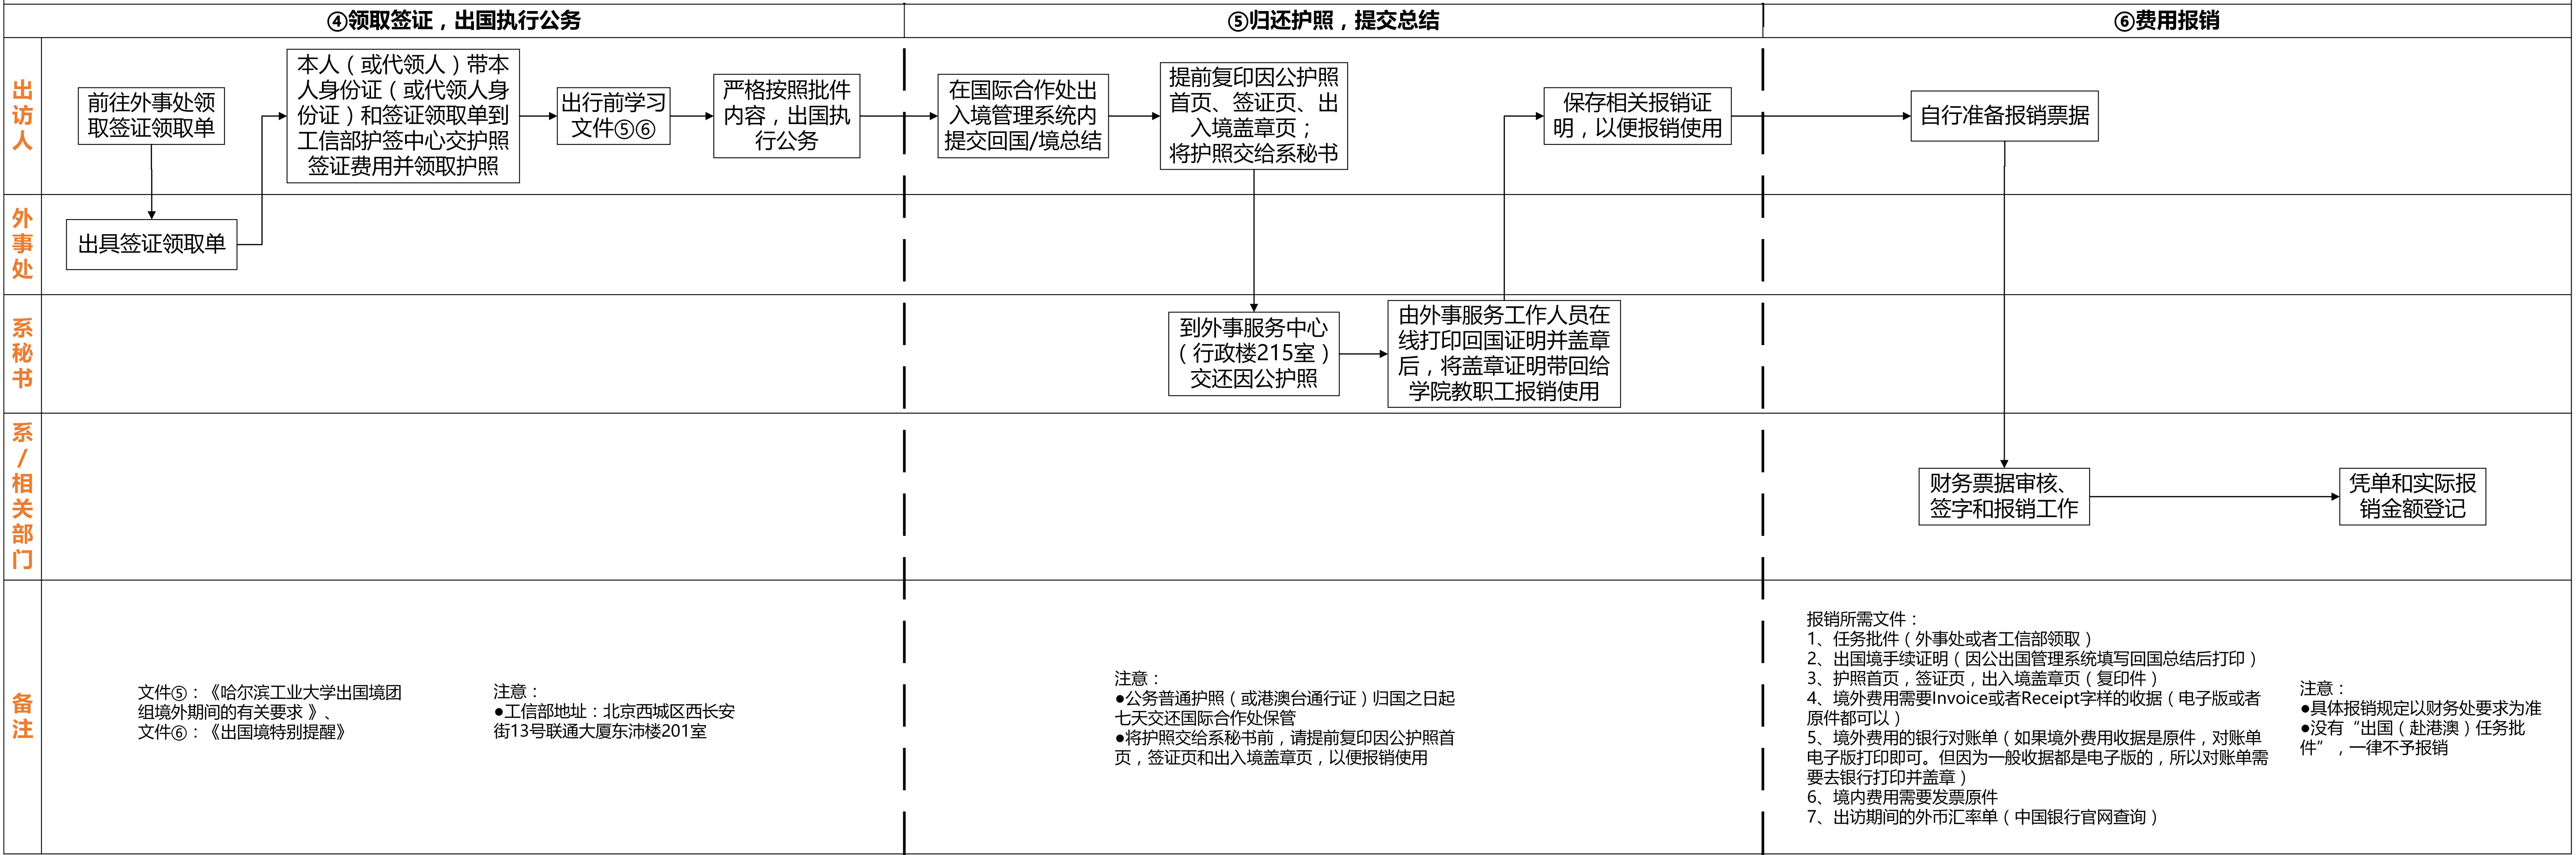 ④领取签证，出国执行公务
⑤归还护照，提交总结
⑥费用报销
出
访
人
前往外事处领
取签证领取单
本人（或代领人）带本
人身份证（或代领人身
份证）和签证领取单到
工信部护签中心交护照
签证费用并领取护照
出行前学习
文件⑤⑥
严格按照批件
内容，出国执
行公务
在国际合作处出
入境管理系统内
提交回国/境总结
提前复印因公护照
首页、签证页、出
入境盖章页；
将护照交给系秘书
保存相关报销证
明，以便报销使用
自行准备报销票据
外
事
处
出具签证领取单
系
秘
书
到外事服务中心
（行政楼215室）
交还因公护照
由外事服务工作人员在
线打印回国证明并盖章
后，将盖章证明带回给
学院教职工报销使用
系
/
相
关
部
门
财务票据审核、
签字和报销工作
凭单和实际报
销金额登记
备
注
文件⑤：《哈尔滨工业大学出国境团
组境外期间的有关要求 》、
文件⑥：《出国境特别提醒》
注意：
●工信部地址：北京西城区西长安
街13号联通大厦东沛楼201室
注意：
●公务普通护照（或港澳台通行证）归国之日起
七天交还国际合作处保管
●将护照交给系秘书前，请提前复印因公护照首
页，签证页和出入境盖章页，以便报销使用
报销所需文件：
1、任务批件（外事处或者工信部领取）
2、出国境手续证明（因公出国管理系统填写回国总结后打印）
3、护照首页，签证页，出入境盖章页（复印件）
4、境外费用需要Invoice或者Receipt字样的收据（电子版或者
原件都可以）
5、境外费用的银行对账单（如果境外费用收据是原件，对账单
电子版打印即可。但因为一般收据都是电子版的，所以对账单需
要去银行打印并盖章）
6、境内费用需要发票原件
7、出访期间的外币汇率单（中国银行官网查询）
注意：
●具体报销规定以财务处要求为准
●没有“出国（赴港澳）任务批
件”，一律不予报销